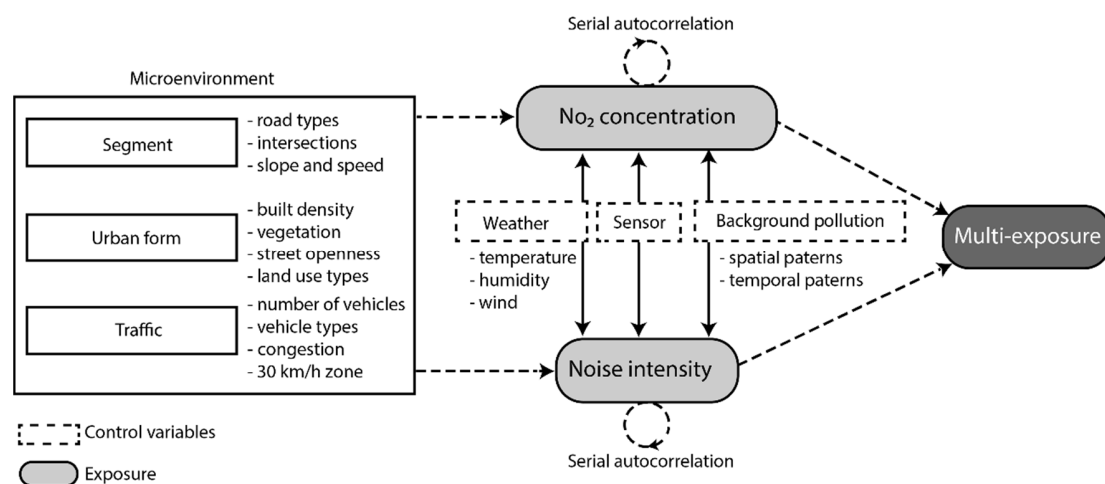 Serial autocorrelation
Microenvironment
Segment
- road types
- intersections
- slope and speed
Urban form
- built density
- vegetation
- street openness
- land use types
Traffic
- number of vehicles
- vehicle types
- congestion
- 30 km/h zone
No₂ concentration
Weather
- temperature
- humidity
- wind
Sensor
Background pollution
- spatial paterns
- temporal paterns
Multi-exposure
Noise intensity
Serial autocorrelation
Control variables
Exposure